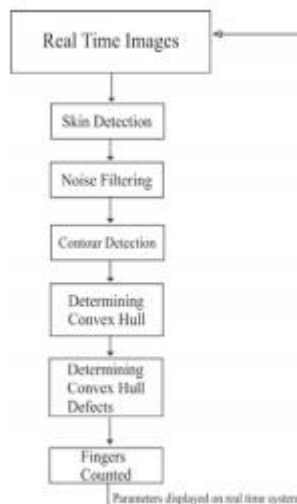 Real Time Images
Skin Detection
Noise Filtering
Contour Detection
Determining
Convex Hull
Determining
Convex Hull
Defects
Fingers
Counted
Parameters displayed on real time system